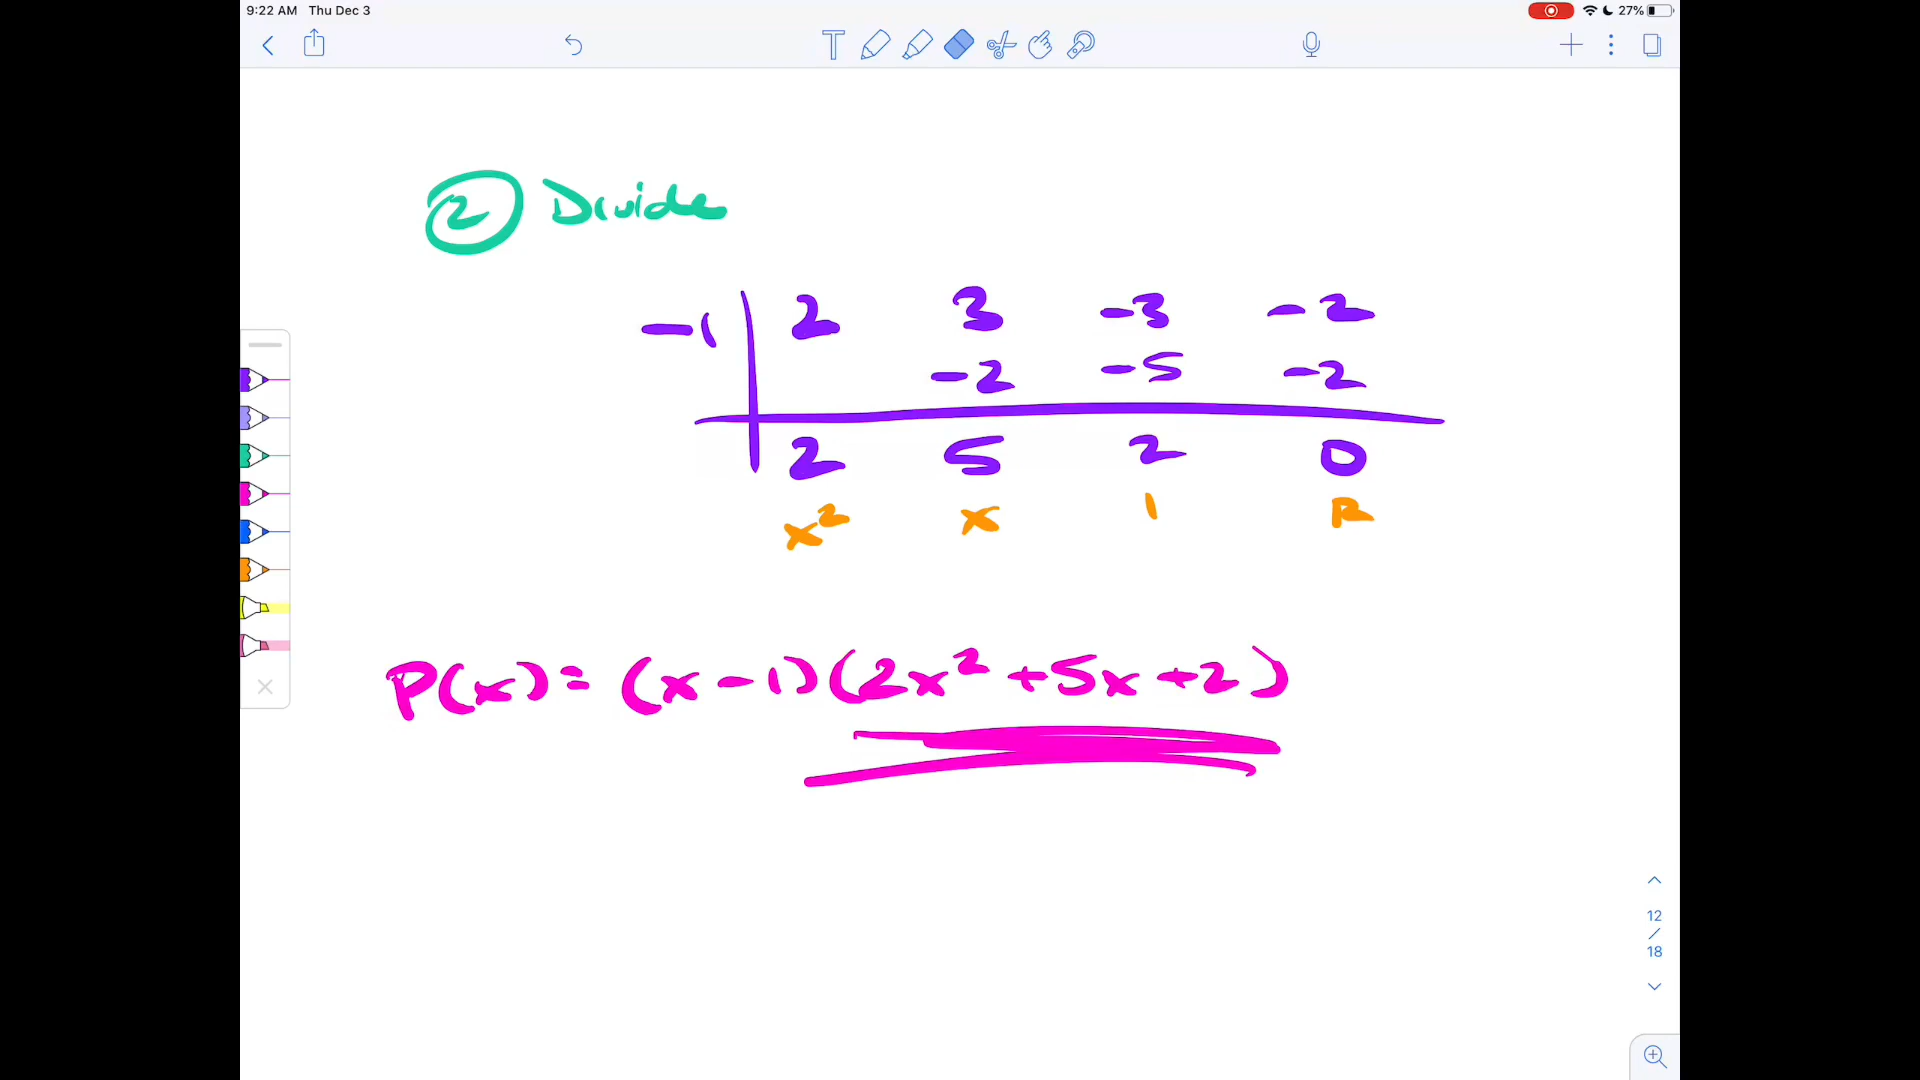 9:22 AM Thu Dec 3
27%
② Divide
-1 | 2 3 -3 -2
-2 -5 -2
2 5 2 0
x² x 1 R
P(x)= (x-1)(2x²+5x+2)
12
/
18